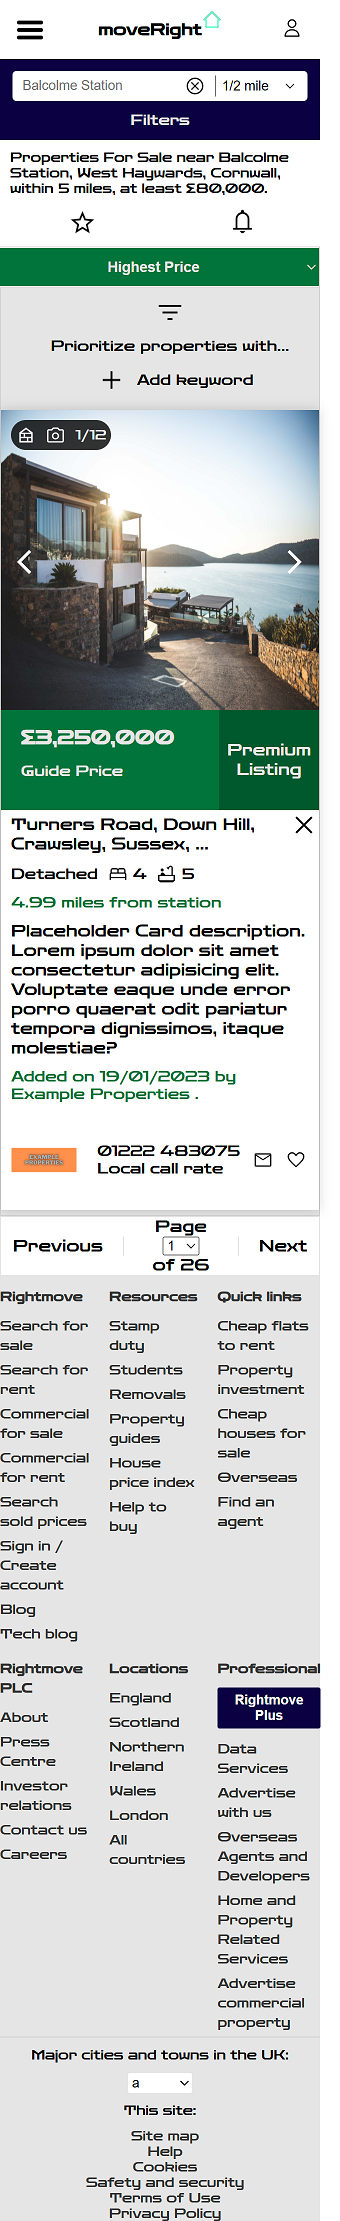 moveRight
Balcolme Station
1/2 mile
Filters
Properties For Sale near Balcolme
Station, West Haywards, Cornwall,
within 5 miles, at least £80,000.
Highest Price
Prioritize properties with...
Add keyword
1/12
£3,250,000
Guide Price
Premium
Listing
Turners Road, Down Hill,
Crawsley, Sussex, ...
Detached 4 5
4.99 miles from station
Placeholder Card description.
Lorem ipsum dolor sit amet
consectetur adipisicing elit.
Voluptate eaque unde error
porro quaerat odit pariatur
tempora dignissimos, itaque
molestiae?
Added on 19/01/2023 by
Example Properties .
EXAMPLE
PROPERTIES
01222 483075
Local call rate
Previous
Page
1
of 26
Next
Rightmove
Search for
sale
Search for
rent
Commercial
for sale
Commercial
for rent
Search
sold prices
Sign in /
Create
account
Blog
Tech blog
Resources
Stamp
duty
Students
Removals
Property
guides
House
price index
Help to
buy
Quick links
Cheap flats
to rent
Property
investment
Cheap
houses for
sale
Overseas
Find an
agent
Rightmove
PLC
About
Press
Centre
Investor
relations
Contact us
Careers
Locations
England
Scotland
Northern
Ireland
Wales
London
All
countries
Professional
Rightmove
Plus
Data
Services
Advertise
with us
Overseas
Agents and
Developers
Home and
Property
Related
Services
Advertise
commercial
property
Major cities and towns in the UK:
a
This site:
Site map
Help
Cookies
Safety and security
Terms of Use
Privacy Policy